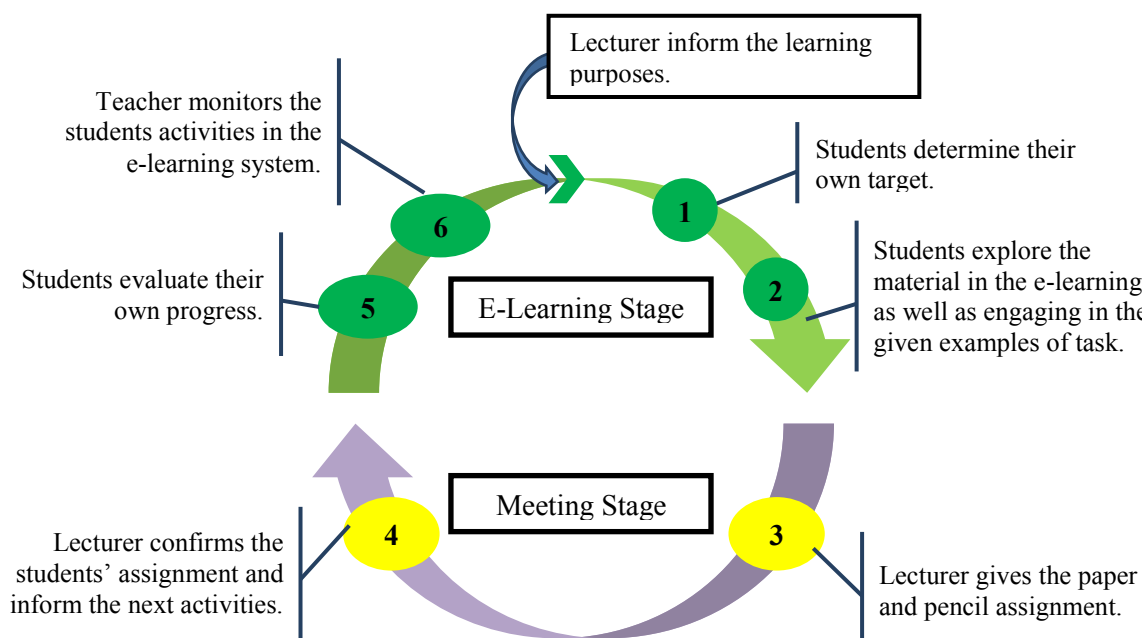 Lecturer inform the learning
purposes.
Teacher monitors the
students activities in the
e-learning system.
Students determine their
own target.
1
6
Students explore the
material in the e-learning
as well as engaging in the
given examples of task.
2
Students evaluate their
own progress.
5
E-Learning Stage
Meeting Stage
4
3
Lecturer confirms the
students’ assignment and
inform the next activities.
Lecturer gives the paper
and pencil assignment.